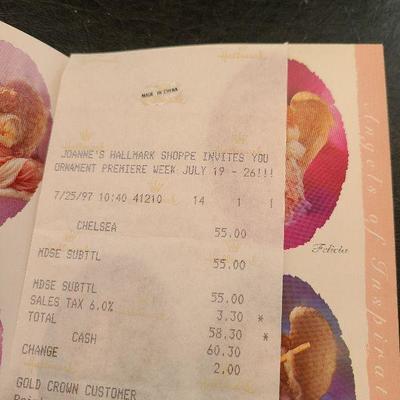 Hallmark
MADE IN CHINA
JOANNE'S HALLMARK SHOPPE INVITES YOU
ORNAMENT PREMIERE WEEK JULY 19 - 26!!!
7/25/97 10:40 41210 14 1 1
CHELSEA 55.00
MDSE SUBTTL 55.00
MDSE SUBTTL 55.00
SALES TAX 6.0% 3.30 *
TOTAL 58.30 *
CASH 60.30
CHANGE 2.00
GOLD CROWN CUSTOMER
Felicia
Angels of Inspirat